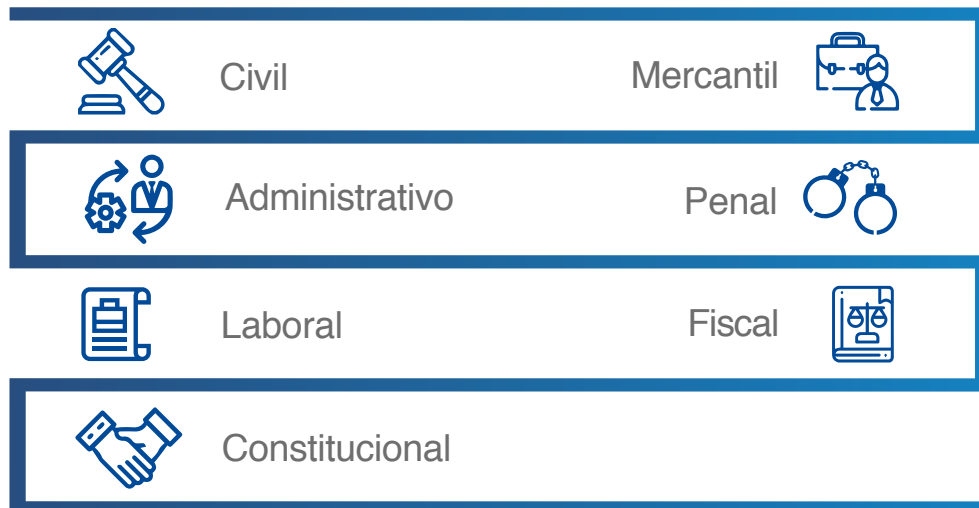 Civil
Mercantil
Administrativo
Penal
Laboral
Fiscal
Constitucional